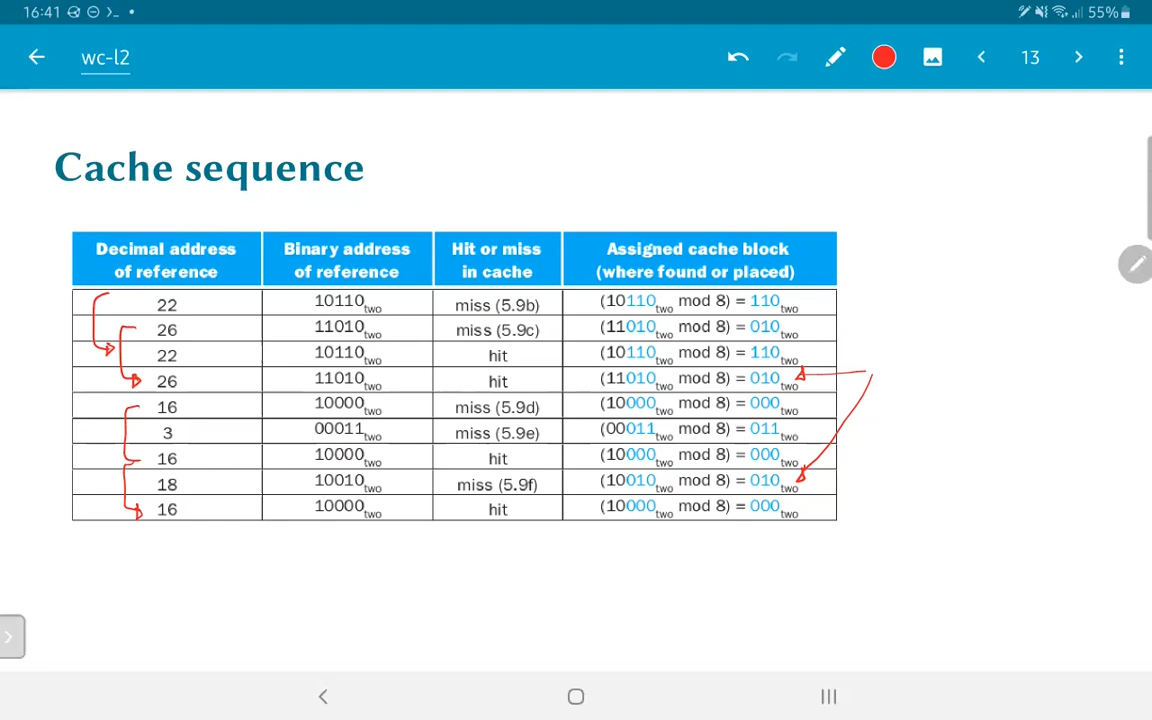 16:41 55%
wc-l2 13
Cache sequence
Decimal address of reference Binary address of reference Hit or miss in cache Assigned cache block (where found or placed)
22 10110two miss (5.9b) (10110two mod 8) = 110two
26 11010two miss (5.9c) (11010two mod 8) = 010two
22 10110two hit (10110two mod 8) = 110two
26 11010two hit (11010two mod 8) = 010two
16 10000two miss (5.9d) (10000two mod 8) = 000two
3 00011two miss (5.9e) (00011two mod 8) = 011two
16 10000two hit (10000two mod 8) = 000two
18 10010two miss (5.9f) (10010two mod 8) = 010two
16 10000two hit (10000two mod 8) = 000two